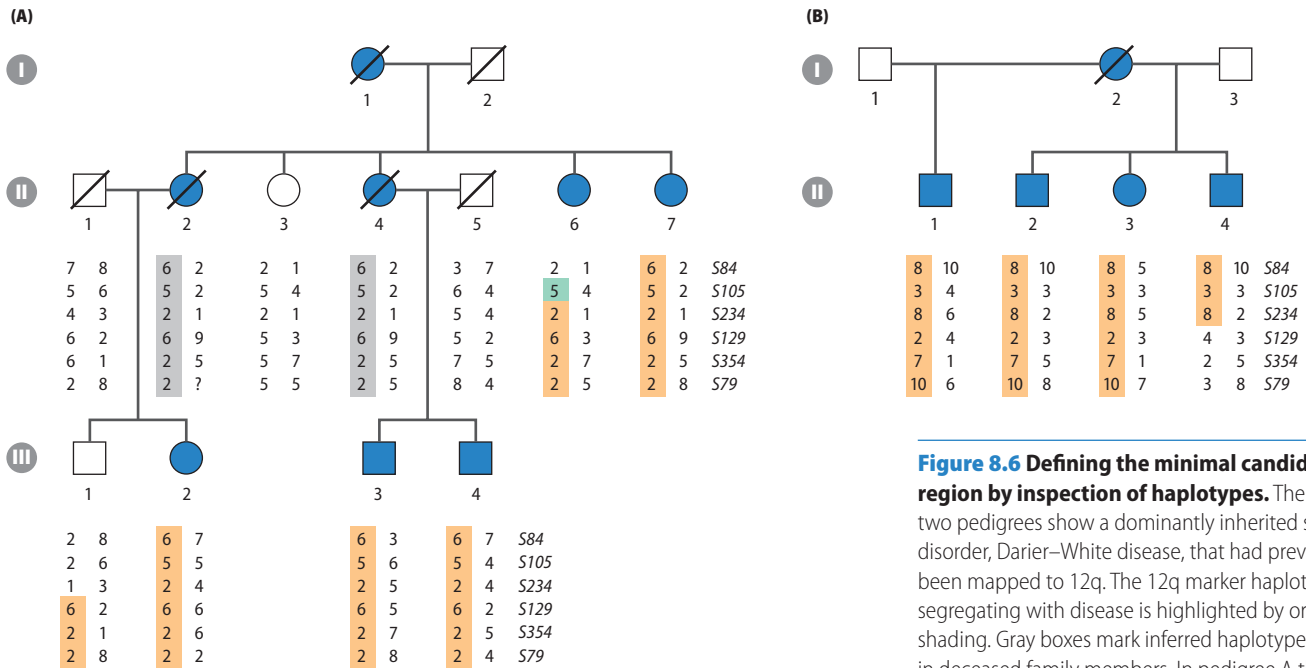 (A)
(B)
I
I
1 2
1 2 3
II
II
1 2 3 4 5 6 7
1 2 3 4
7 8 6 2 2 1 6 2 3 7 2 1 6 2 S84
5 6 5 2 5 4 5 2 6 4 5 4 5 2 S105
4 3 2 1 2 1 2 1 5 4 2 1 2 1 S234
6 2 6 9 5 3 6 9 5 2 6 3 6 9 S129
6 1 2 5 5 7 2 5 7 5 2 7 2 5 S354
2 8 2 ? 5 5 2 5 8 4 2 5 2 8 S79
8 10 8 10 8 5 8 10 S84
3 4 3 3 3 3 3 3 S105
8 6 8 2 8 5 8 2 S234
2 4 2 3 2 3 4 3 S129
7 1 7 5 7 1 2 5 S354
10 6 10 8 10 7 3 8 S79
III
1 2 3 4
2 8 6 7 6 3 6 7 S84
2 6 5 5 5 6 5 4 S105
1 3 2 4 2 5 2 4 S234
6 2 6 6 6 5 6 2 S129
2 1 2 6 2 7 2 5 S354
2 8 2 2 2 8 2 4 S79
Figure 8.6 Defining the minimal candid
region by inspection of haplotypes. The
two pedigrees show a dominantly inherited s
disorder, Darier–White disease, that had prev
been mapped to 12q. The 12q marker haplot
segregating with disease is highlighted by or
shading. Gray boxes mark inferred haplotype